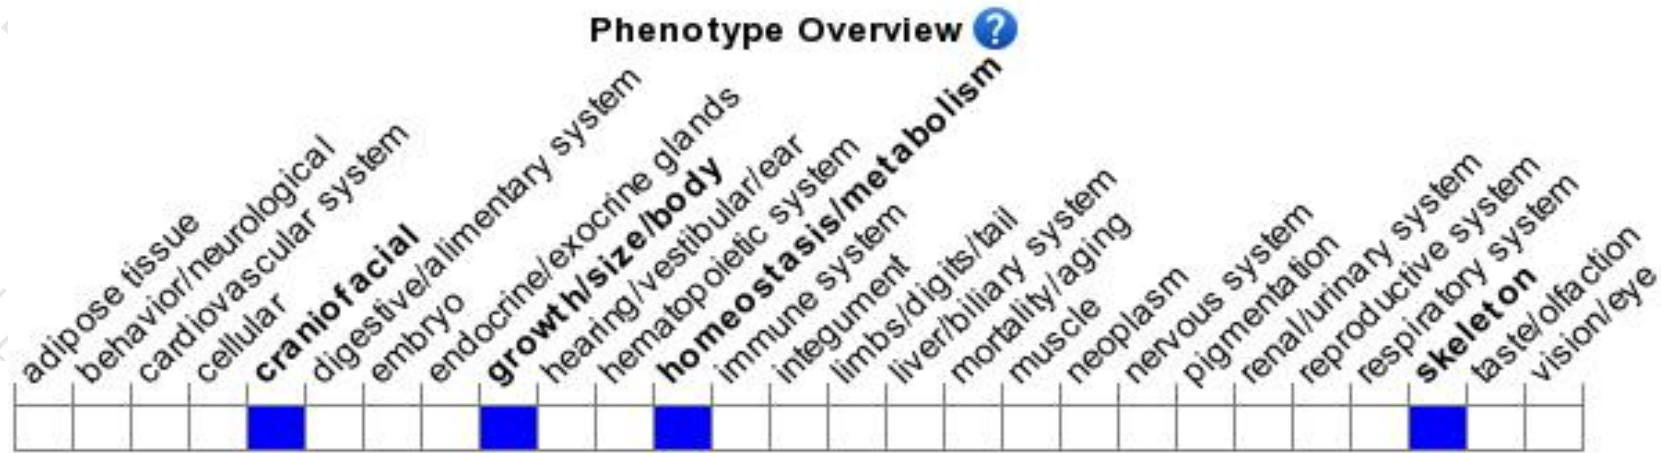 Phenotype Overview ?
adipose tissue
behavior/neurological
cardiovascular system
cellular
craniofacial
digestive/alimentary system
embryo
endocrine/exocrine glands
growth/size/body
hearing/vestibular/ear
hematopoietic system
homeostasis/metabolism
immune system
integument
limbs/digits/tail
liver/biliary system
mortality/aging
muscle
neoplasm
nervous system
pigmentation
renal/urinary system
reproductive system
respiratory system
skeleton
taste/olfaction
vision/eye